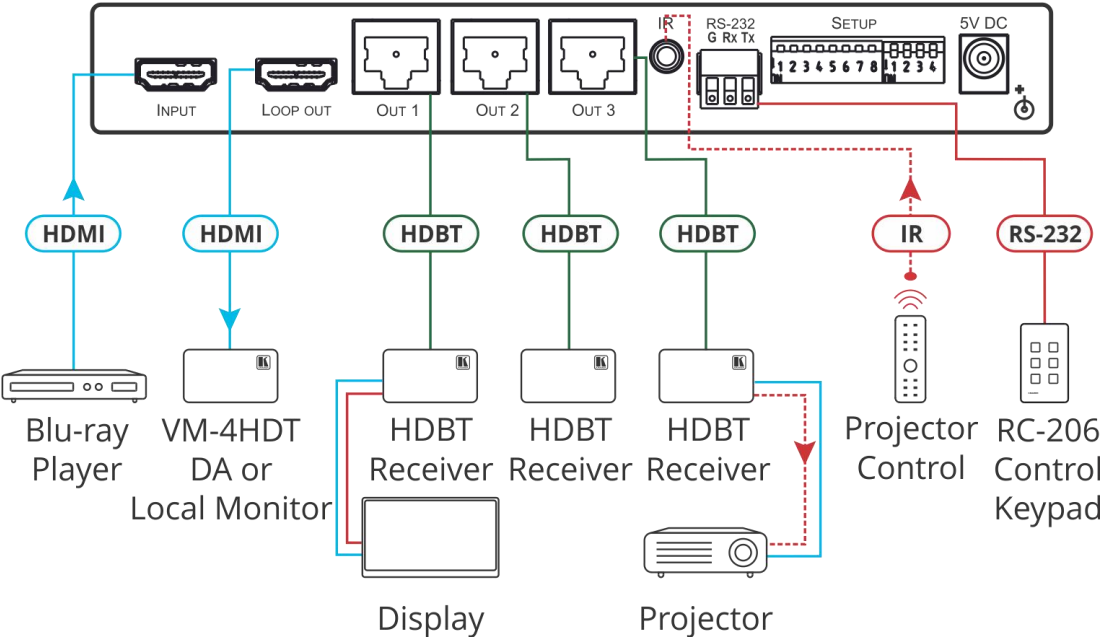 IR RS-232 SETUP 5V DC
G Rx Tx
1 2 3 4 5 6 7 8 1 2 3 4
ON ON
INPUT LOOP OUT OUT 1 OUT 2 OUT 3
HDMI HDMI HDBT HDBT HDBT IR RS-232
K K K
Blu-ray Player
VM-4HDT DA or Local Monitor
HDBT Receiver
HDBT Receiver
HDBT Receiver
Projector Control
RC-206 Control Keypad
Display Projector